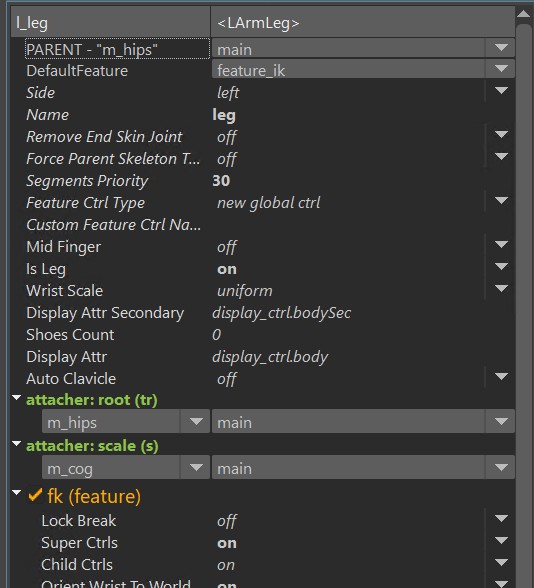 l_leg <LArmLeg>
PARENT - "m_hips" main
DefaultFeature feature_ik
Side left
Name leg
Remove End Skin Joint off
Force Parent Skeleton T... off
Segments Priority 30
Feature Ctrl Type new global ctrl
Custom Feature Ctrl Na...
Mid Finger off
Is Leg on
Wrist Scale uniform
Display Attr Secondary display_ctrl.bodySec
Shoes Count 0
Display Attr display_ctrl.body
Auto Clavicle off
attacher: root (tr)
m_hips main
attacher: scale (s)
m_cog main
fk (feature)
Lock Break off
Super Ctrls on
Child Ctrls on
Orient Wrist To World on